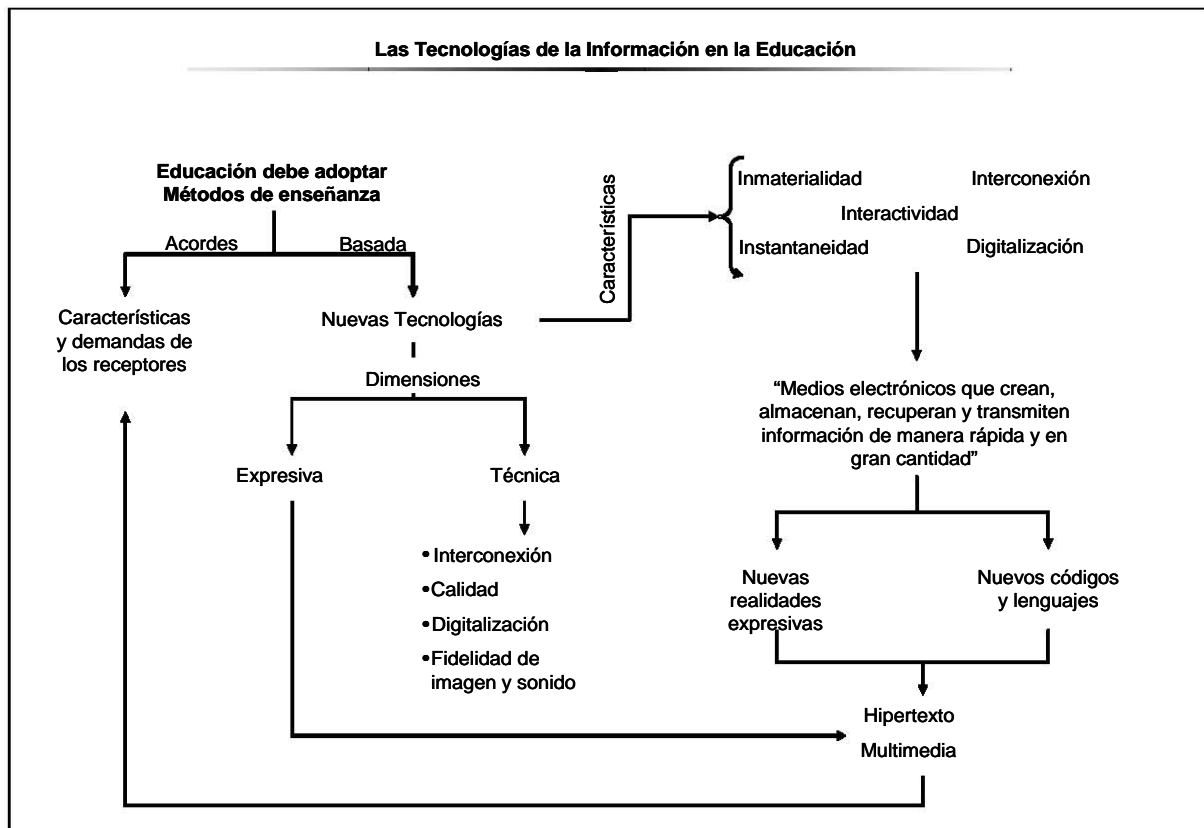 Las Tecnologías de la Información en la Educación
Educación debe adoptar
Métodos de enseñanza
Acordes
Basada
Características
y demandas de
los receptores
Nuevas Tecnologías
Características
Inmaterialidad
Interconexión
Interactividad
Instantaneidad
Digitalización
Dimensiones
Expresiva
Técnica
•Interconexión
•Calidad
•Digitalización
•Fidelidad de
imagen y sonido
“Medios electrónicos que crean,
almacenan, recuperan y transmiten
información de manera rápida y en
gran cantidad”
Nuevas
realidades
expresivas
Nuevos códigos
y lenguajes
Hipertexto
Multimedia